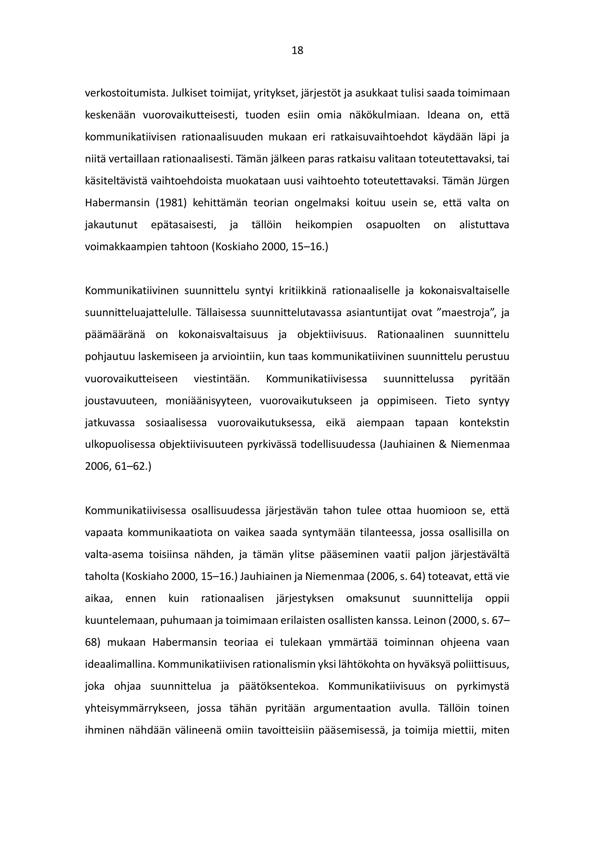 18
verkostoitumista. Julkiset toimijat, yritykset, järjestöt ja asukkaat tulisi saada toimimaan
keskenään vuorovaikutteisesti, tuoden esiin omia näkökulmiaan. Ideana on, että
kommunikatiivisen rationaalisuuden mukaan eri ratkaisuvaihtoehdot käydään läpi ja
niitä vertaillaan rationaalisesti. Tämän jälkeen paras ratkaisu valitaan toteutettavaksi, tai
käsiteltävistä vaihtoehdoista muokataan uusi vaihtoehto toteutettavaksi. Tämän Jürgen
Habermansin (1981) kehittämän teorian ongelmaksi koituu usein se, että valta on
jakautunut epätasaisesti, ja tällöin heikompien osapuolten on alistuttava
voimakkaampien tahtoon (Koskiaho 2000, 15–16.)
Kommunikatiivinen suunnittelu syntyi kritiikkinä rationaaliselle ja kokonaisvaltaiselle
suunnitteluajattelulle. Tällaisessa suunnittelutavassa asiantuntijat ovat ”maestroja”, ja
päämääränä on kokonaisvaltaisuus ja objektiivisuus. Rationaalinen suunnittelu
pohjautuu laskemiseen ja arviointiin, kun taas kommunikatiivinen suunnittelu perustuu
vuorovaikutteiseen viestintään. Kommunikatiivisessa suunnittelussa pyritään
joustavuuteen, moniäänisyyteen, vuorovaikutukseen ja oppimiseen. Tieto syntyy
jatkuvassa sosiaalisessa vuorovaikutuksessa, eikä aiempaan tapaan kontekstin
ulkopuolisessa objektiivisuuteen pyrkivässä todellisuudessa (Jauhiainen & Niemenmaa
2006, 61–62.)
Kommunikatiivisessa osallisuudessa järjestävän tahon tulee ottaa huomioon se, että
vapaata kommunikaatiota on vaikea saada syntymään tilanteessa, jossa osallisilla on
valta-asema toisiinsa nähden, ja tämän ylitse pääseminen vaatii paljon järjestävältä
taholta (Koskiaho 2000, 15–16.) Jauhiainen ja Niemenmaa (2006, s. 64) toteavat, että vie
aikaa, ennen kuin rationaalisen järjestyksen omaksunut suunnittelija oppii
kuuntelemaan, puhumaan ja toimimaan erilaisten osallisten kanssa. Leinon (2000, s. 67–
68) mukaan Habermansin teoriaa ei tulekaan ymmärtää toiminnan ohjeena vaan
ideaalimallina. Kommunikatiivisen rationalismin yksi lähtökohta on hyväksyä poliittisuus,
joka ohjaa suunnittelua ja päätöksentekoa. Kommunikatiivisuus on pyrkimystä
yhteisymmärrykseen, jossa tähän pyritään argumentaation avulla. Tällöin toinen
ihminen nähdään välineenä omiin tavoitteisiin pääsemisessä, ja toimija miettii, miten